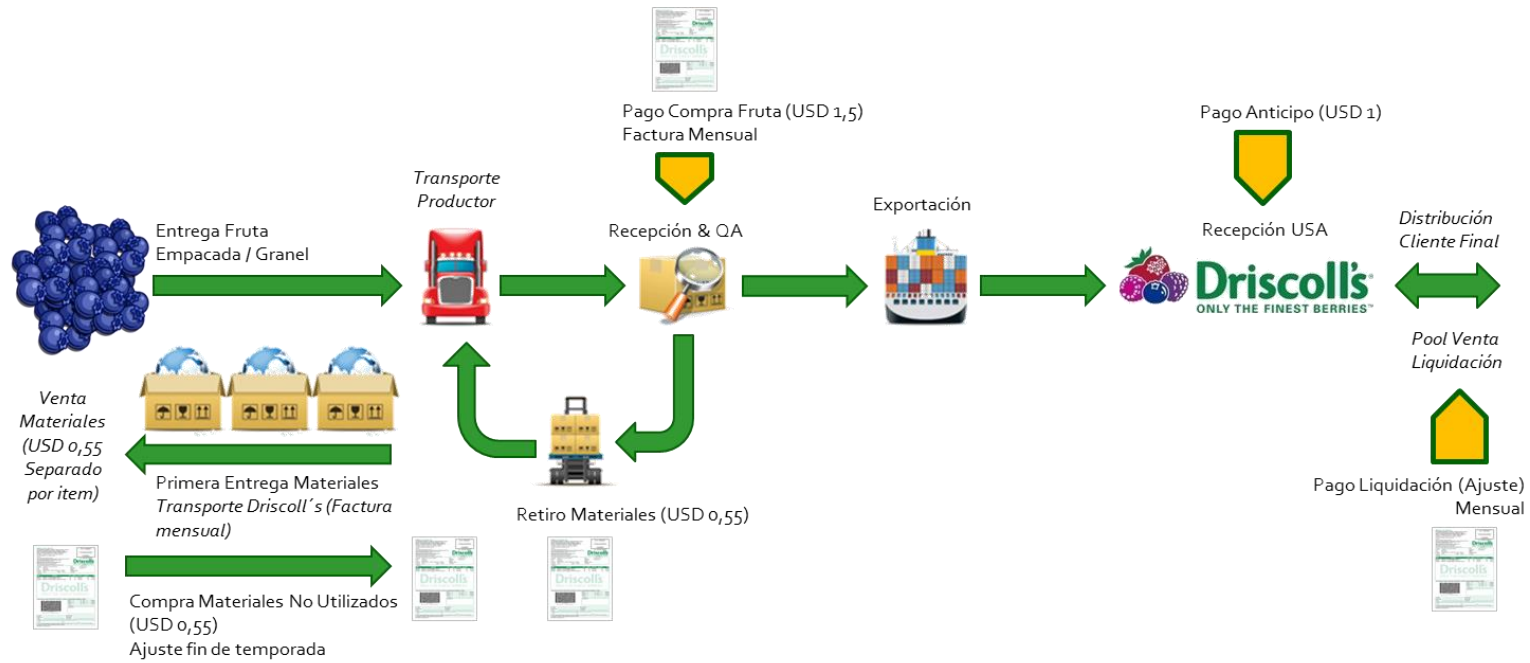 Driscoll's
Pago Compra Fruta (USD 1,5)
Factura Mensual
Pago Anticipo (USD 1)
Transporte
Productor
Entrega Fruta
Empacada / Granel
Recepción & QA
Exportación
Recepción USA
Distribución
Cliente Final
Driscoll's
ONLY THE FINEST BERRIES™
Pool Venta
Liquidación
Venta
Materiales
(USD 0,55
Separado
por item)
Primera Entrega Materiales
Transporte Driscoll´s (Factura
mensual)
Retiro Materiales (USD 0,55)
Pago Liquidación (Ajuste)
Mensual
Driscoll's
Driscoll's
Driscoll's
Driscoll's
Compra Materiales No Utilizados
(USD 0,55)
Ajuste fin de temporada